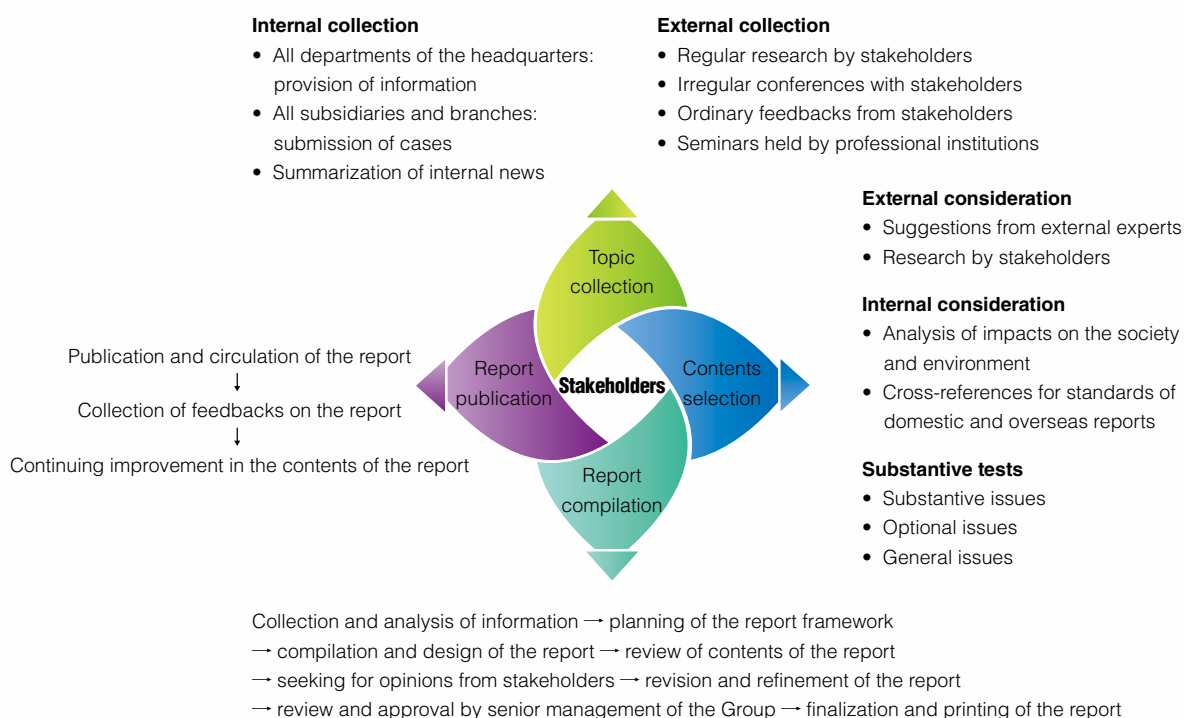 Internal collection
• All departments of the headquarters:
provision of information
• All subsidiaries and branches:
submission of cases
• Summarization of internal news
External collection
• Regular research by stakeholders
• Irregular conferences with stakeholders
• Ordinary feedbacks from stakeholders
• Seminars held by professional institutions
External consideration
• Suggestions from external experts
• Research by stakeholders
Internal consideration
• Analysis of impacts on the society
and environment
• Cross-references for standards of
domestic and overseas reports
Substantive tests
• Substantive issues
• Optional issues
• General issues
Topic
collection
Contents
selection
Stakeholders
Report
publication
Report
compilation
Publication and circulation of the report
↓
Collection of feedbacks on the report
↓
Continuing improvement in the contents of the report
Collection and analysis of information → planning of the report framework
→ compilation and design of the report → review of contents of the report
→ seeking for opinions from stakeholders → revision and refinement of the report
→ review and approval by senior management of the Group → finalization and printing of the report